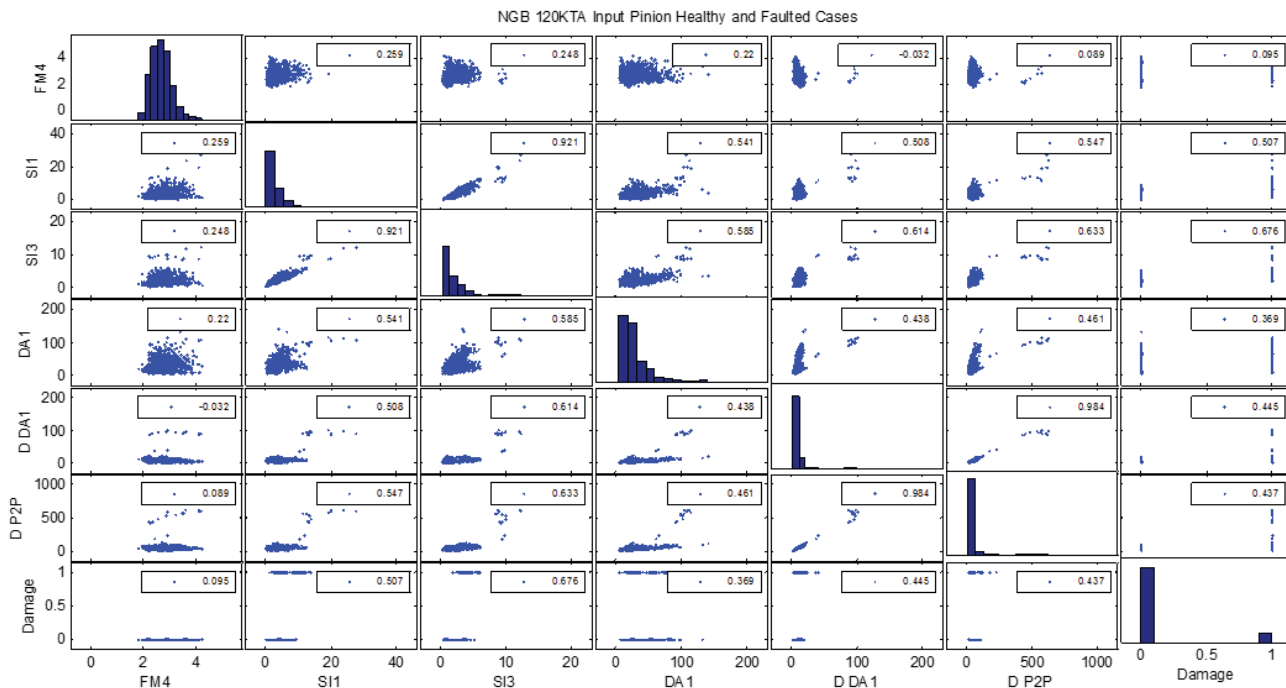 NGB 120KTA Input Pinion Healthy and Faulted Cases
FM4
4
2
0
0.259
0.248
0.22
-0.032
0.089
0.095
SI1
40
20
0
0.259
0.921
0.541
0.508
0.547
0.507
SI3
20
10
0
0.248
0.921
0.585
0.614
0.633
0.676
DA1
200
100
0
0.22
0.541
0.585
0.438
0.461
0.369
D DA1
200
100
0
-0.032
0.508
0.614
0.438
0.984
0.445
D P2P
1000
500
0
0.089
0.547
0.633
0.461
0.984
0.437
Damage
1
0.5
0
0.095
0.507
0.676
0.369
0.445
0.437
0 2 4
0 20 40
0 10 20
0 100 200
0 100 200
0 500 1000
0 0.5 1
FM4
SI1
SI3
DA1
D DA1
D P2P
Damage